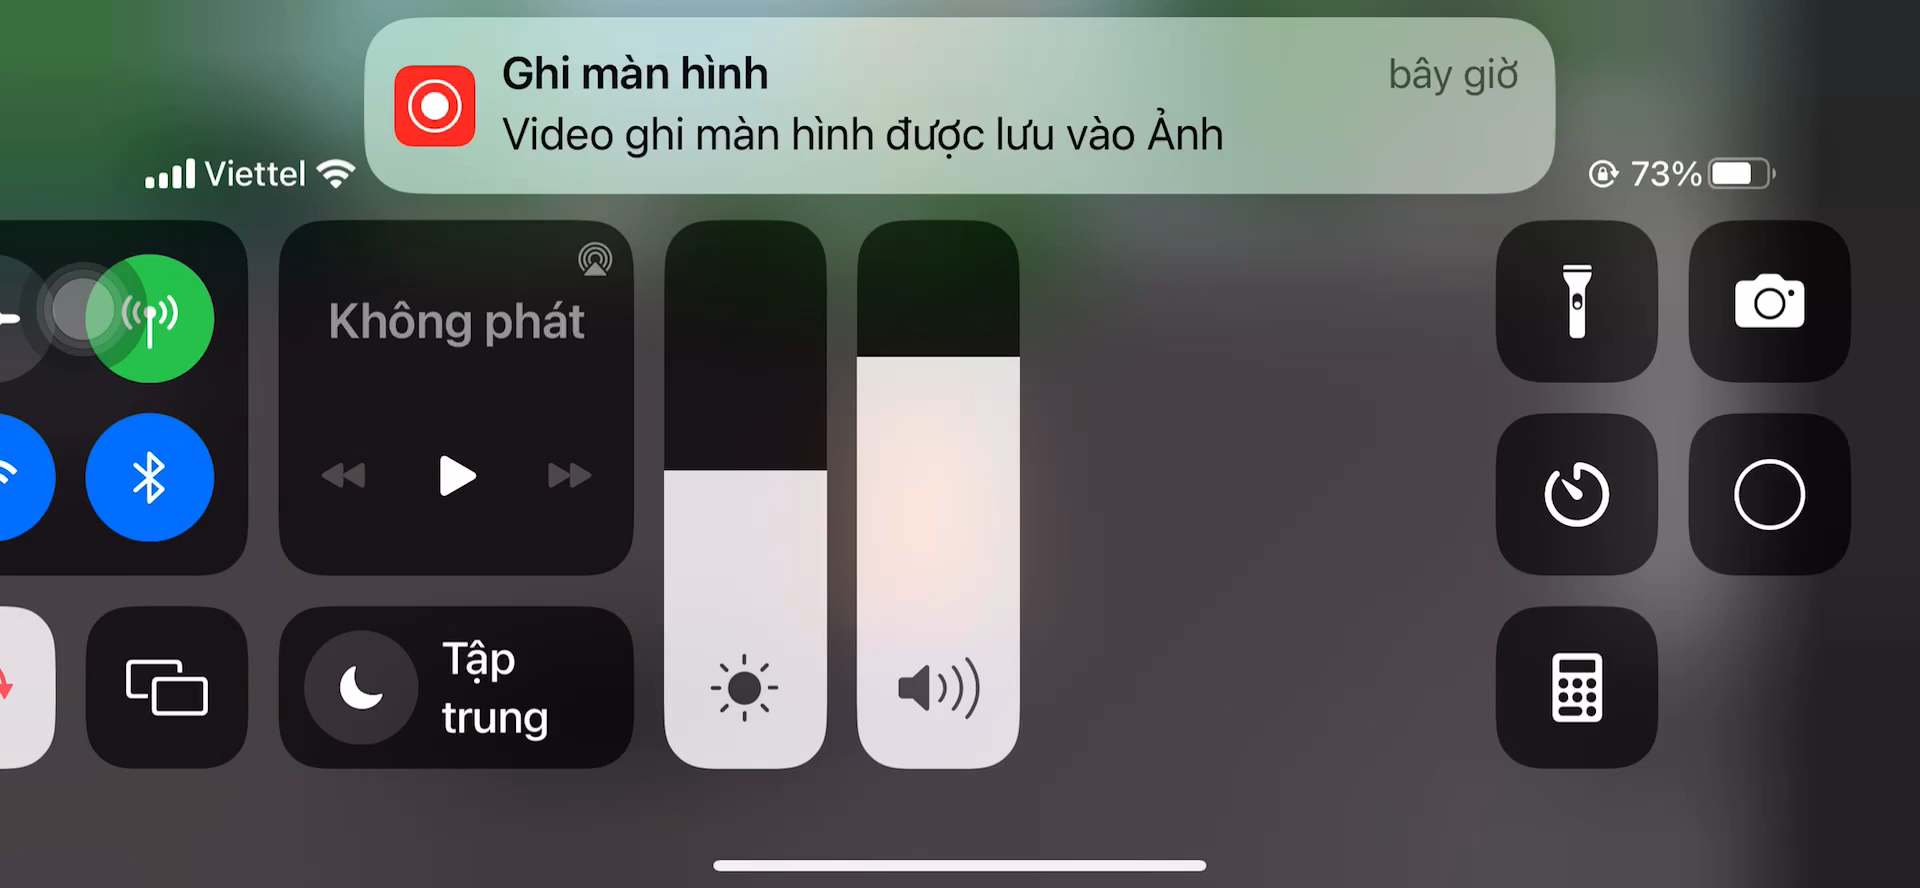 Ghi màn hình
bây giờ
Video ghi màn hình được lưu vào Ảnh
Viettel
73%
Không phát
Tập
trung